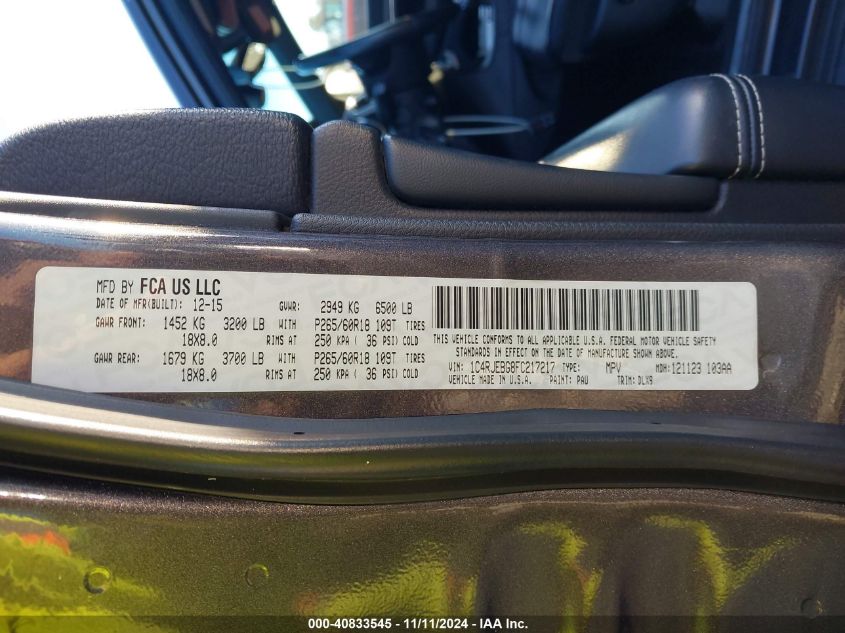 MFD BY FCA US LLC
DATE OF MFR(BUILT): 12-15 GVWR: 2949 KG 6500 LB
GAWR FRONT: 1452 KG 3200 LB WITH P265/60R18 109T TIRES
18X8.0 RIMS AT 250 KPA ( 36 PSI) COLD
GAWR REAR: 1679 KG 3700 LB WITH P265/60R18 109T TIRES
18X8.0 RIMS AT 250 KPA ( 36 PSI) COLD
THIS VEHICLE CONFORMS TO ALL APPLICABLE U.S.A. FEDERAL MOTOR VEHICLE SAFETY
STANDARDS IN EFFECT ON THE DATE OF MANUFACTURE SHOWN ABOVE.
VIN: 1C4RJEBG8FC217217 TYPE: MPV MDH:121123 103AA
VEHICLE MADE IN U.S.A. PAINT: PAU TRIM: DLX9
000-40833545 - 11/11/2024 - IAA Inc.